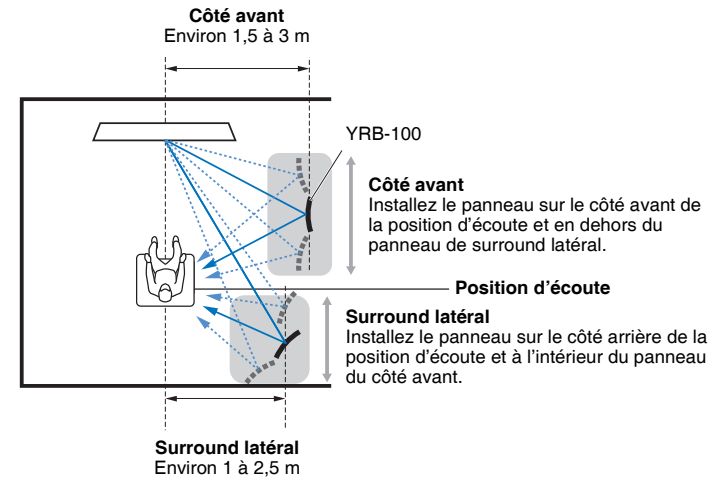 Côté avant
Environ 1,5 à 3 m
YRB-100
Côté avant
Installez le panneau sur le côté avant de
la position d'écoute et en dehors du
panneau de surround latéral.
Position d'écoute
Surround latéral
Installez le panneau sur le côté arrière de la
position d'écoute et à l'intérieur du panneau
du côté avant.
Surround latéral
Environ 1 à 2,5 m